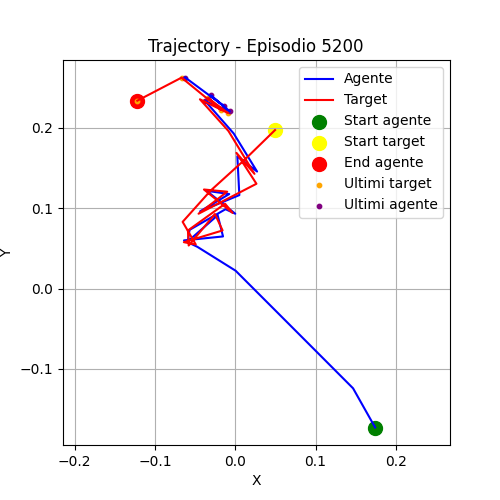 Trajectory - Episodio 5200
Agente
Target
Start agente
Start target
End agente
Ultimi target
Ultimi agente
Y
0.2
0.1
0.0
−0.1
−0.2
−0.1
0.0
0.1
0.2
X